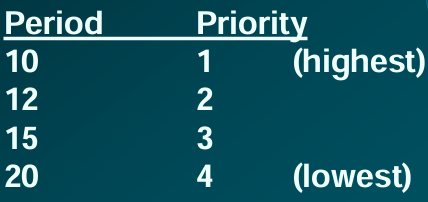 Period Priority
10 1 (highest)
12 2
15 3
20 4 (lowest)